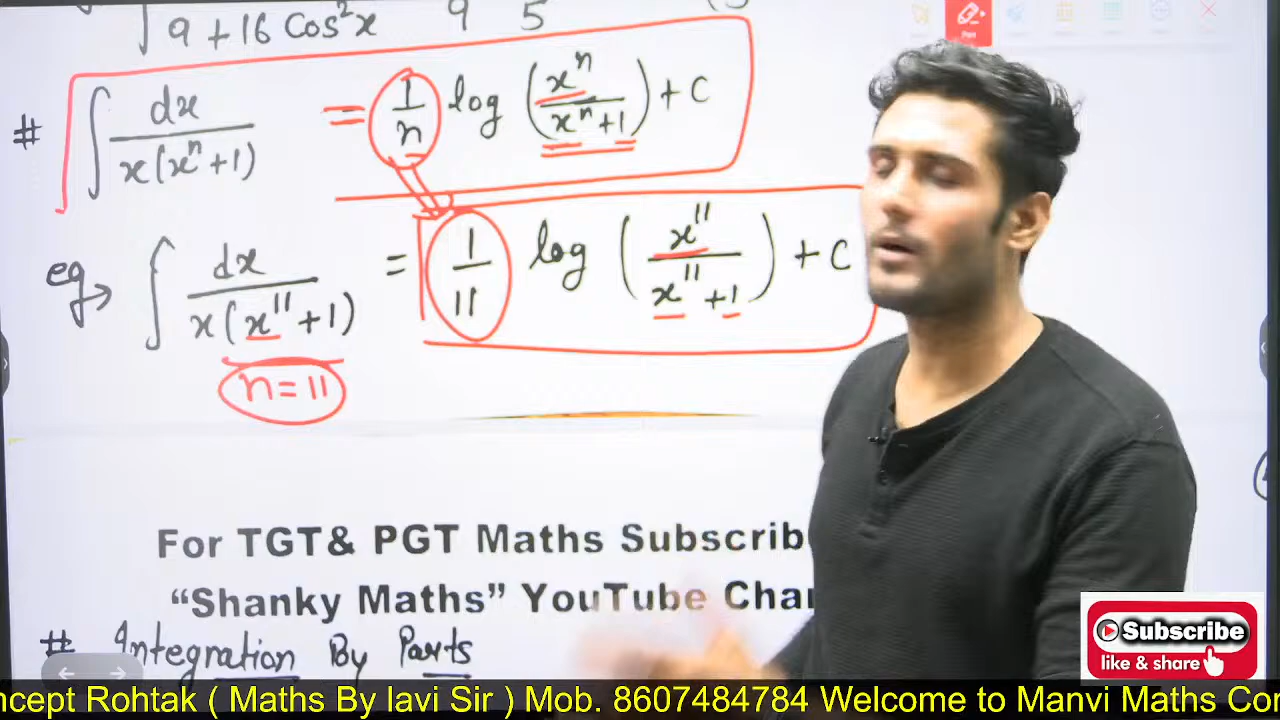 √9 + 16 Cos²x 9 5
# ∫ dx / x(xⁿ+1) = 1/n log (xⁿ / xⁿ+1) + C
eg→ ∫ dx / x(x¹¹+1) = 1/11 log (x¹¹ / x¹¹+1) + C
n=11
For TGT& PGT Maths Subscrib
“Shanky Maths” YouTube Chan
# Integration By Parts
Subscribe
like & share
ncept Rohtak ( Maths By lavi Sir ) Mob. 8607484784 Welcome to Manvi Maths Con